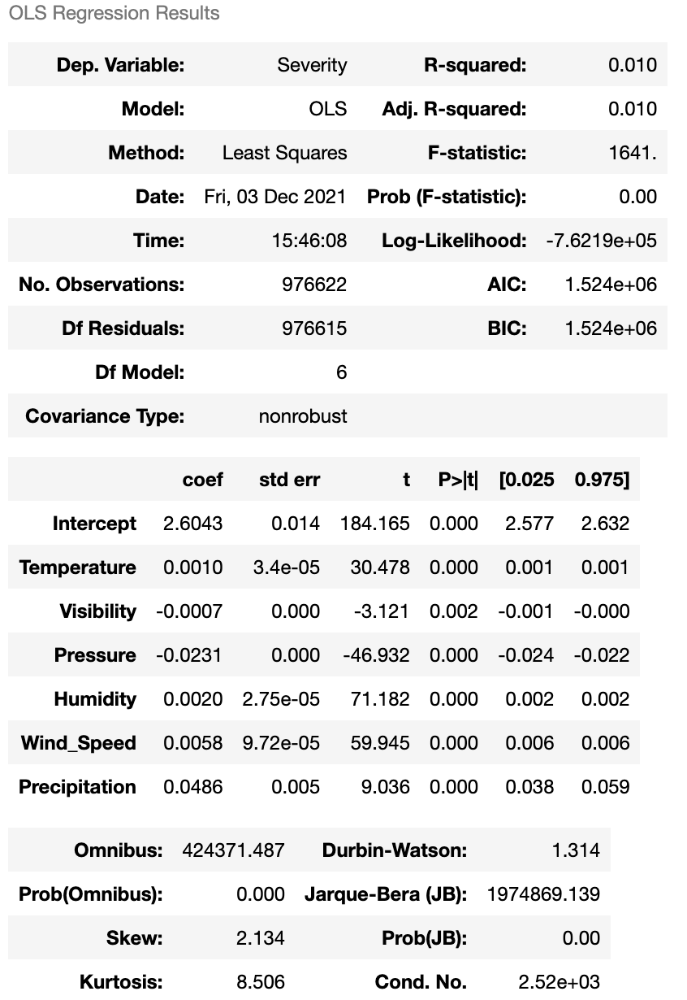 OLS Regression Results
Dep. Variable: Severity R-squared: 0.010
Model: OLS Adj. R-squared: 0.010
Method: Least Squares F-statistic: 1641.
Date: Fri, 03 Dec 2021 Prob (F-statistic): 0.00
Time: 15:46:08 Log-Likelihood: -7.6219e+05
No. Observations: 976622 AIC: 1.524e+06
Df Residuals: 976615 BIC: 1.524e+06
Df Model: 6
Covariance Type: nonrobust
coef std err t P>|t| [0.025 0.975]
Intercept 2.6043 0.014 184.165 0.000 2.577 2.632
Temperature 0.0010 3.4e-05 30.478 0.000 0.001 0.001
Visibility -0.0007 0.000 -3.121 0.002 -0.001 -0.000
Pressure -0.0231 0.000 -46.932 0.000 -0.024 -0.022
Humidity 0.0020 2.75e-05 71.182 0.000 0.002 0.002
Wind_Speed 0.0058 9.72e-05 59.945 0.000 0.006 0.006
Precipitation 0.0486 0.005 9.036 0.000 0.038 0.059
Omnibus: 424371.487 Durbin-Watson: 1.314
Prob(Omnibus): 0.000 Jarque-Bera (JB): 1974869.139
Skew: 2.134 Prob(JB): 0.00
Kurtosis: 8.506 Cond. No. 2.52e+03